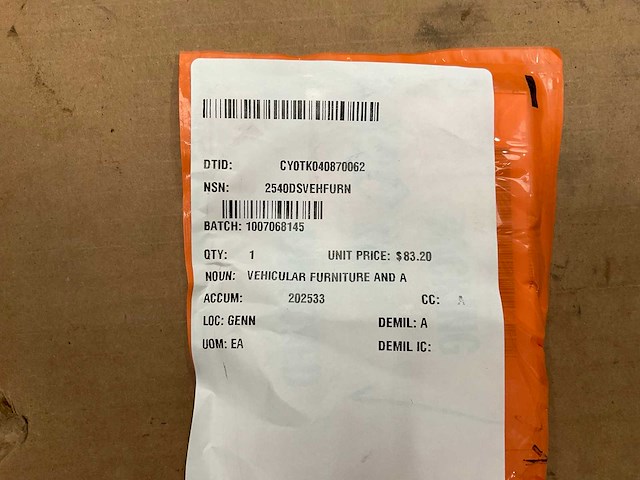 DTID: CY0TK040870062
NSN: 2540DSVEHFURN
BATCH: 1007068145
QTY: 1 UNIT PRICE: $83.20
NOUN: VEHICULAR FURNITURE AND A
ACCUM: 202533 CC: A
LOC: GENN DEMIL: A
UOM: EA DEMIL IC: